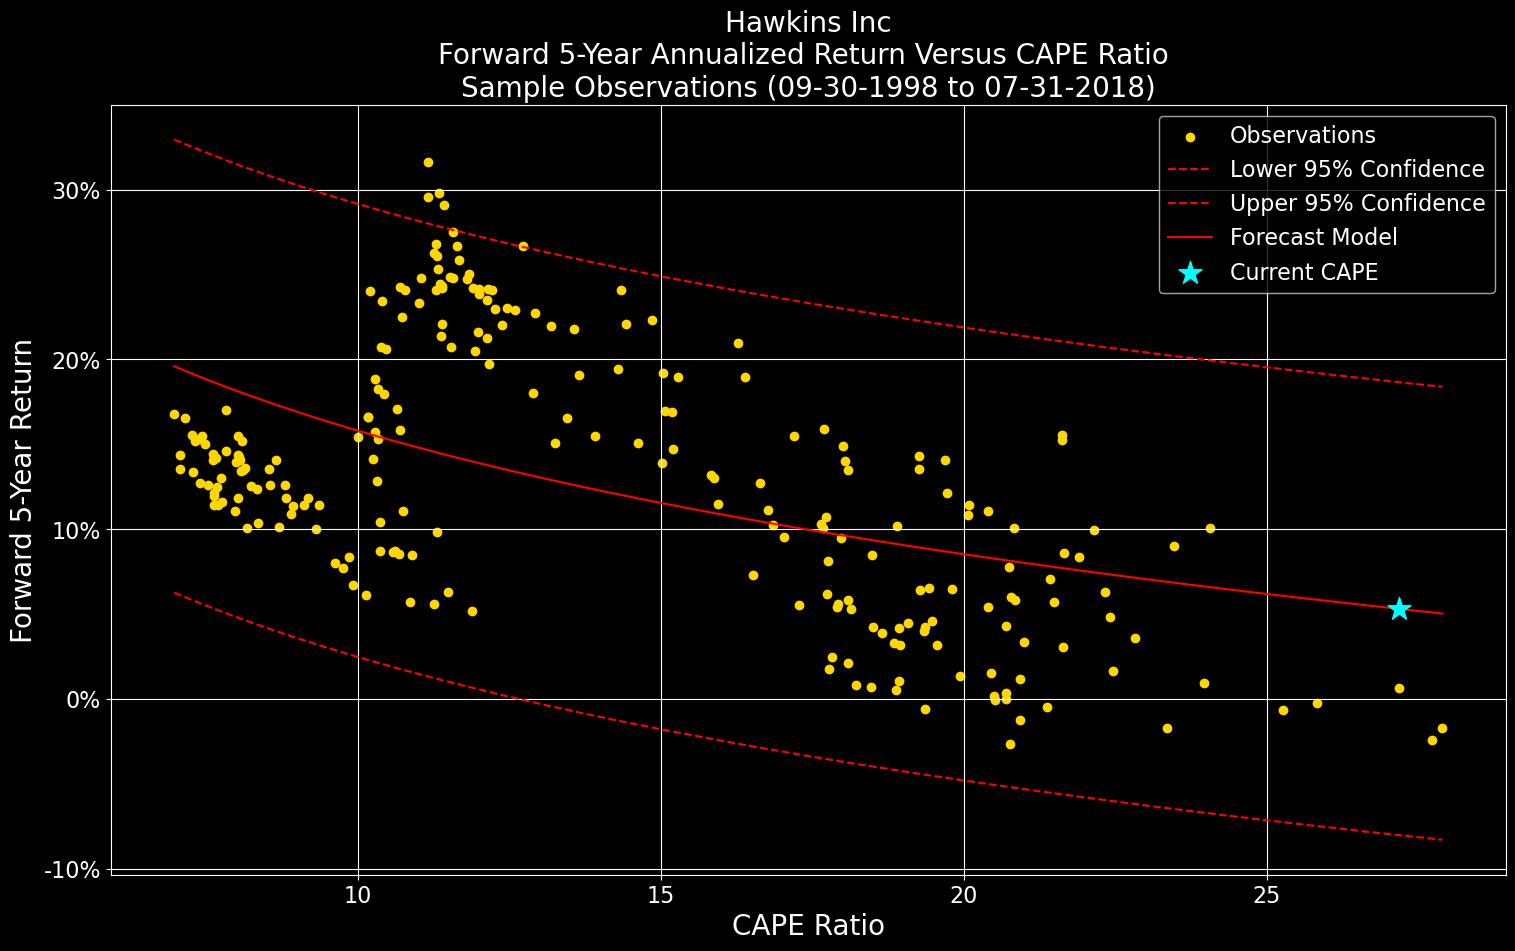 Hawkins Inc
Forward 5-Year Annualized Return Versus CAPE Ratio
Sample Observations (09-30-1998 to 07-31-2018)
Observations
Lower 95% Confidence
Upper 95% Confidence
Forecast Model
Current CAPE
Forward 5-Year Return
30%
20%
10%
0%
-10%
10
15
20
25
CAPE Ratio